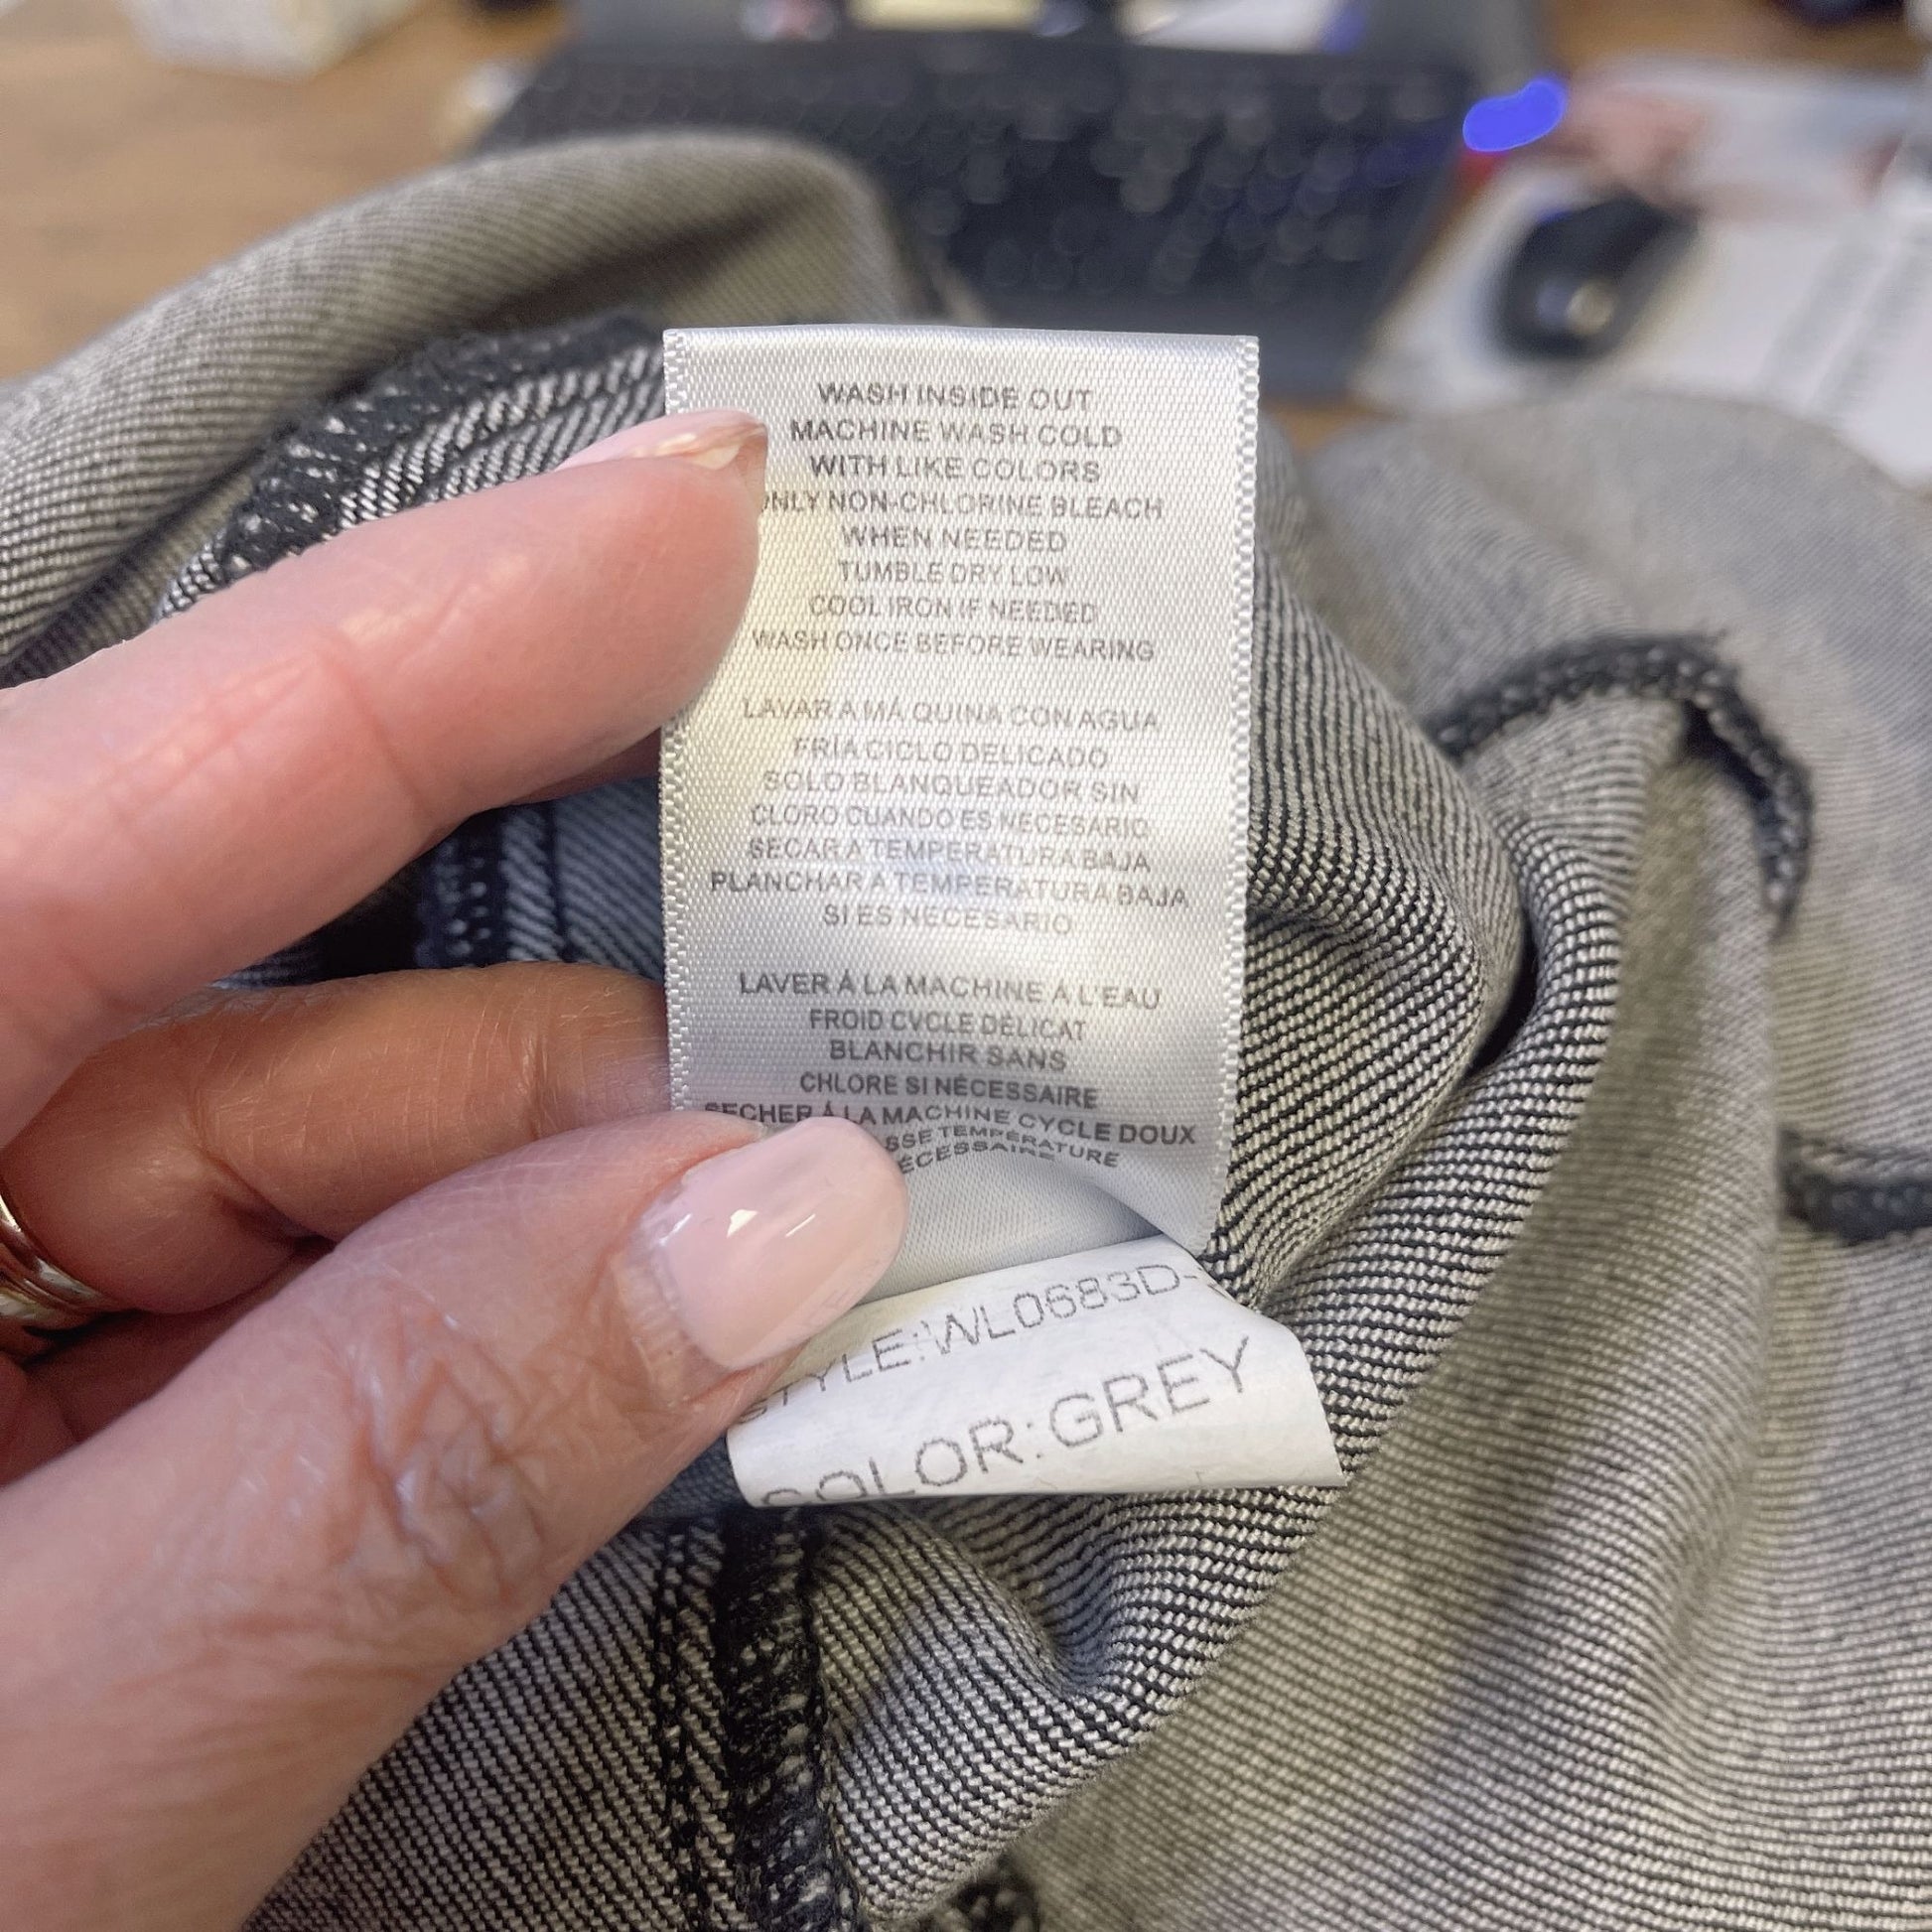 WASH INSIDE OUT
MACHINE WASH COLD
WITH LIKE COLORS
ONLY NON-CHLORINE BLEACH
WHEN NEEDED
TUMBLE DRY LOW
COOL IRON IF NEEDED
WASH ONCE BEFORE WEARING
LAVAR A MÁ QUINA CON AGUA
FRIA CICLO DELICADO
SOLO BLANQUEADOR SIN
CLORO CUANDO ES NECESARIO
SECAR A TEMPERATURA BAJA
PLANCHAR A TEMPERATURA BAJA
SI ES NECESARIO
LAVER Á LA MACHINE A L'EAU
FROID CVCLE DÉLICAT
BLANCHIR SANS
CHLORE SI NÉCESSAIRE
SECHER Á LA MACHINE CYCLE DOUX
TEMPÉRATURE
STYLE:WL0683D-
COLOR:GREY